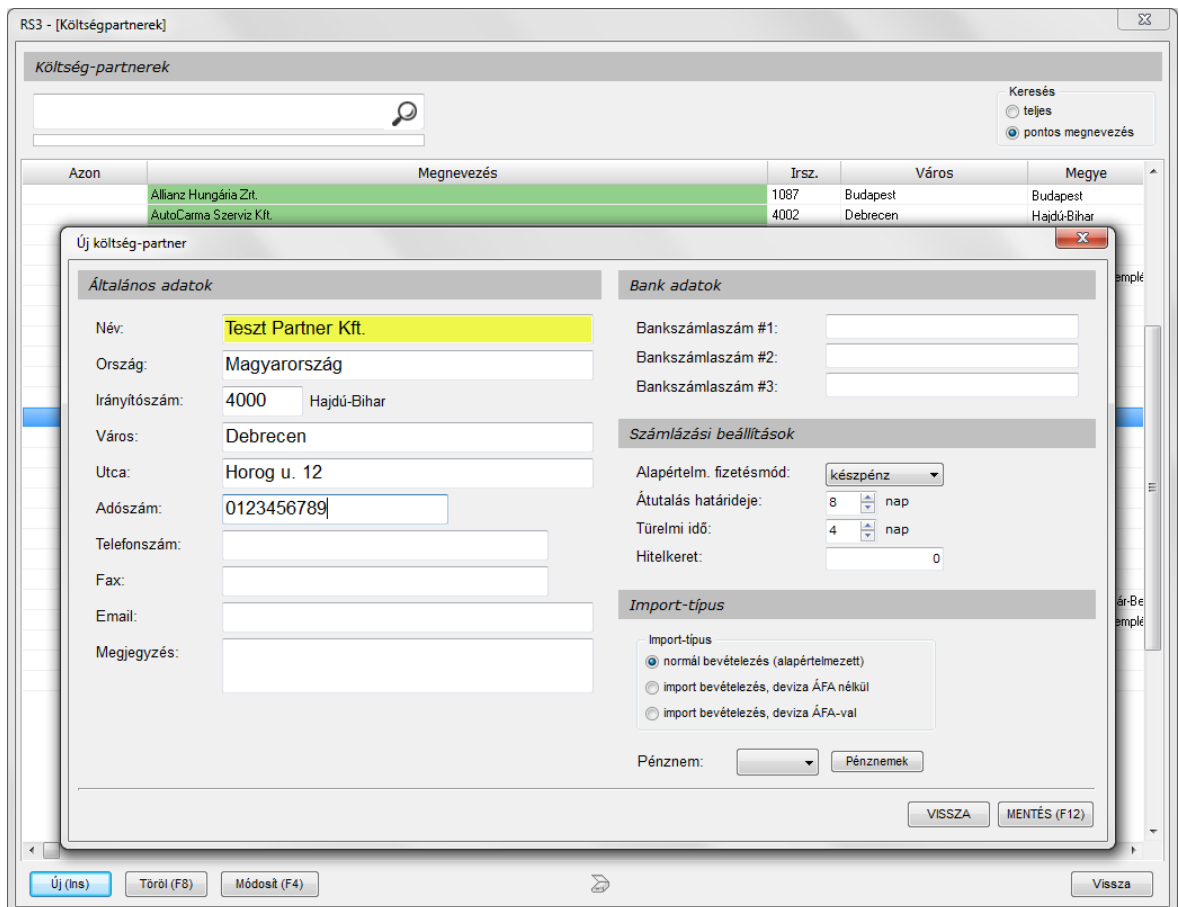 RS3 - [Költségpartnerek]
Költség-partnerek
Keresés
teljes
pontos megnevezés
Azon Megnevezés Irsz. Város Megye
Allianz Hungária Zrt. 1087 Budapest Budapest
AutoCarma Szerviz Kft. 4002 Debrecen Hajdú-Bihar
Új költség-partner
Általános adatok
Név: Teszt Partner Kft.
Ország: Magyarország
Irányítószám: 4000 Hajdú-Bihar
Város: Debrecen
Utca: Horog u. 12
Adószám: 0123456789
Telefonszám:
Fax:
Email:
Megjegyzés:
Bank adatok
Bankszámlaszám #1:
Bankszámlaszám #2:
Bankszámlaszám #3:
Számlázási beállítások
Alapértelm. fizetésmód: készpénz
Átutalás határideje: 8 nap
Türelmi idő: 4 nap
Hitelkeret: 0
Import-típus
Import-típus
normál bevételezés (alapértelmezett)
import bevételezés, deviza ÁFA nélkül
import bevételezés, deviza ÁFA-val
Pénznem: Pénznemek
VISSZA MENTÉS (F12)
Új (Ins) Töröl (F8) Módosít (F4) Vissza